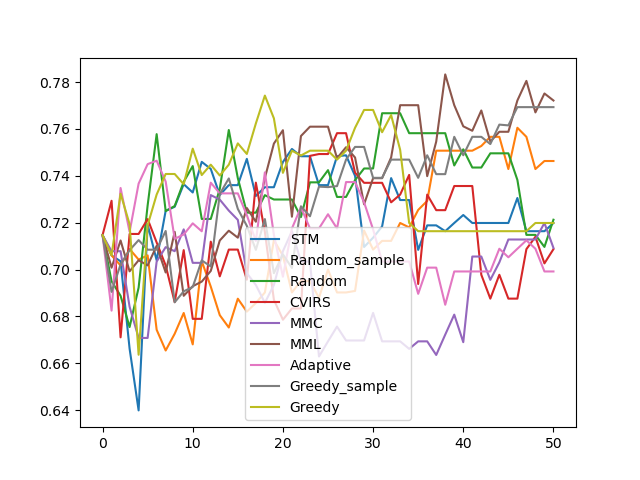 0.78
0.76
0.74
0.72
0.70
0.68
0.66
0.64
0 10 20 30 40 50
STM
Random_sample
Random
CVIRS
MMC
MML
Adaptive
Greedy_sample
Greedy